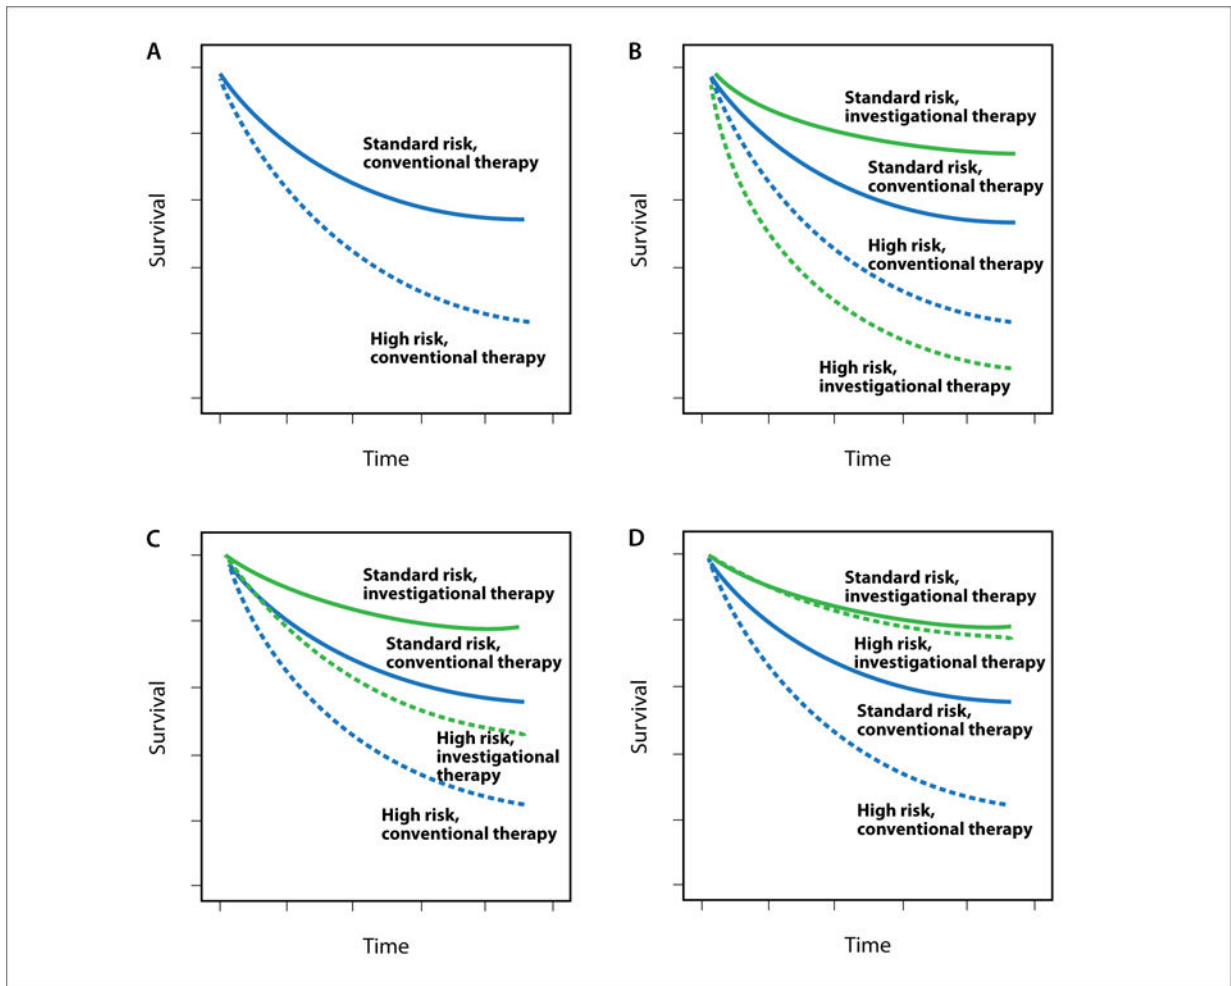 A
Standard risk,
conventional therapy
High risk,
conventional therapy
Survival
Time
B
Standard risk,
investigational therapy
Standard risk,
conventional therapy
High risk,
conventional therapy
High risk,
investigational therapy
Survival
Time
C
Standard risk,
investigational therapy
Standard risk,
conventional therapy
High risk,
investigational
therapy
High risk,
conventional therapy
Survival
Time
D
Standard risk,
investigational therapy
High risk,
investigational therapy
Standard risk,
conventional therapy
High risk,
conventional therapy
Survival
Time